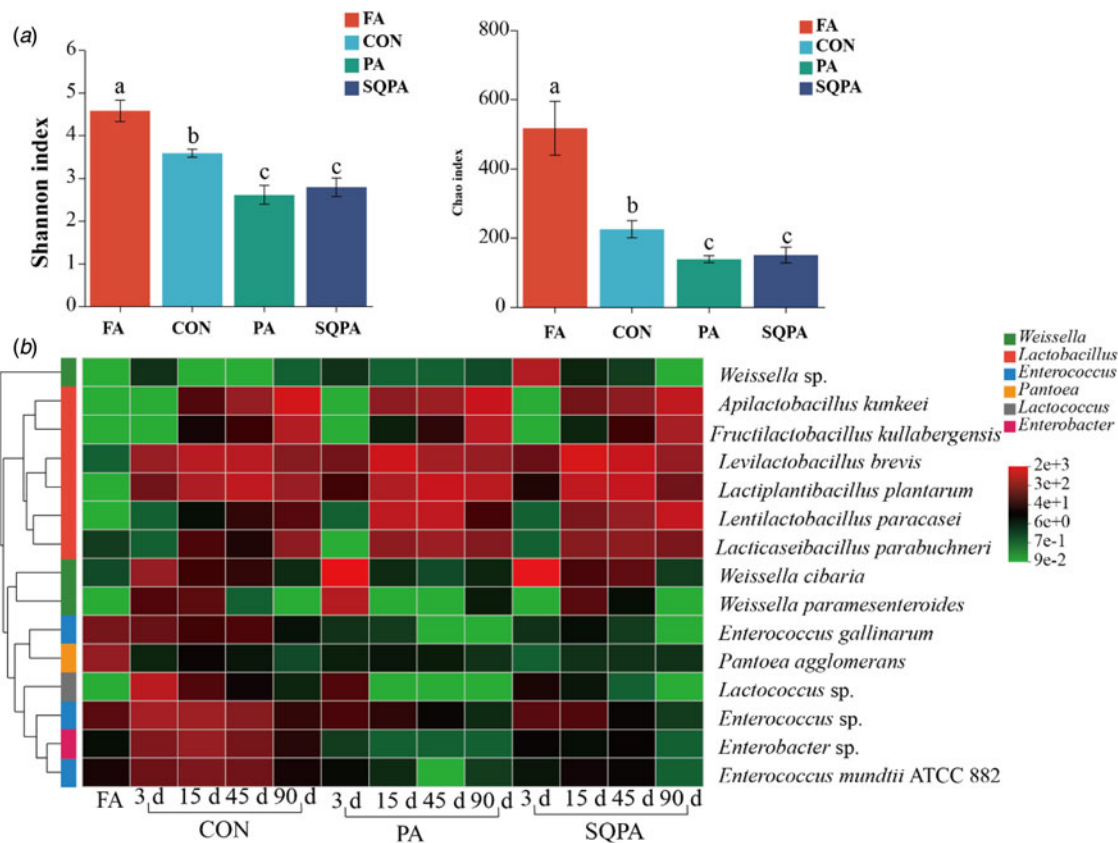 (a)
FA
CON
PA
SQPA
Shannon index
6
5
4
3
2
1
0
a
b
c
c
FA CON PA SQPA
FA
CON
PA
SQPA
Chao index
800
600
400
200
0
a
b
c
c
FA CON PA SQPA
(b)
Weissella sp.
Apilactobacillus kunkeei
Fructilactobacillus kullabergensis
Levilactobacillus brevis
Lactiplantibacillus plantarum
Lentilactobacillus paracasei
Lacticaseibacillus parabuchneri
Weissella cibaria
Weissella paramesenteroides
Enterococcus gallinarum
Pantoea agglomerans
Lactococcus sp.
Enterococcus sp.
Enterobacter sp.
Enterococcus mundtii ATCC 882
Weissella
Lactobacillus
Enterococcus
Pantoea
Lactococcus
Enterobacter
2e+3
3e+2
4e+1
6e+0
7e-1
9e-2
FA 3 d 15 d 45 d 90 d 3 d 15 d 45 d 90 d 3 d 15 d 45 d 90 d
CON PA SQPA